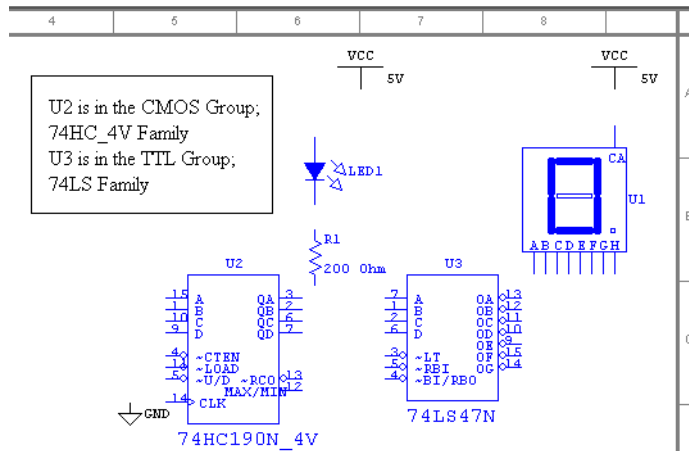 4 5 6 7 8
VCC VCC
5V 5V
A
U2 is in the CMOS Group;
74HC_4V Family
U3 is in the TTL Group;
74LS Family
LED1
CA
U1
B
ABCDEFGH
R1
200 Ohm
U2 U3
15 A QA 3
1 B QB 2
10 C QC 6
9 D QD 7
4 ~CTEN
11 ~LOAD
5 ~U/D ~RCO 13
MAX/MIN 12
14 CLK
GND
74HC190N_4V
7 A OA 13
1 B OB 12
2 C OC 11
6 D OD 10
OE 9
3 ~LT OF 15
5 ~RBI OG 14
4 ~BI/RBO
74LS47N
C